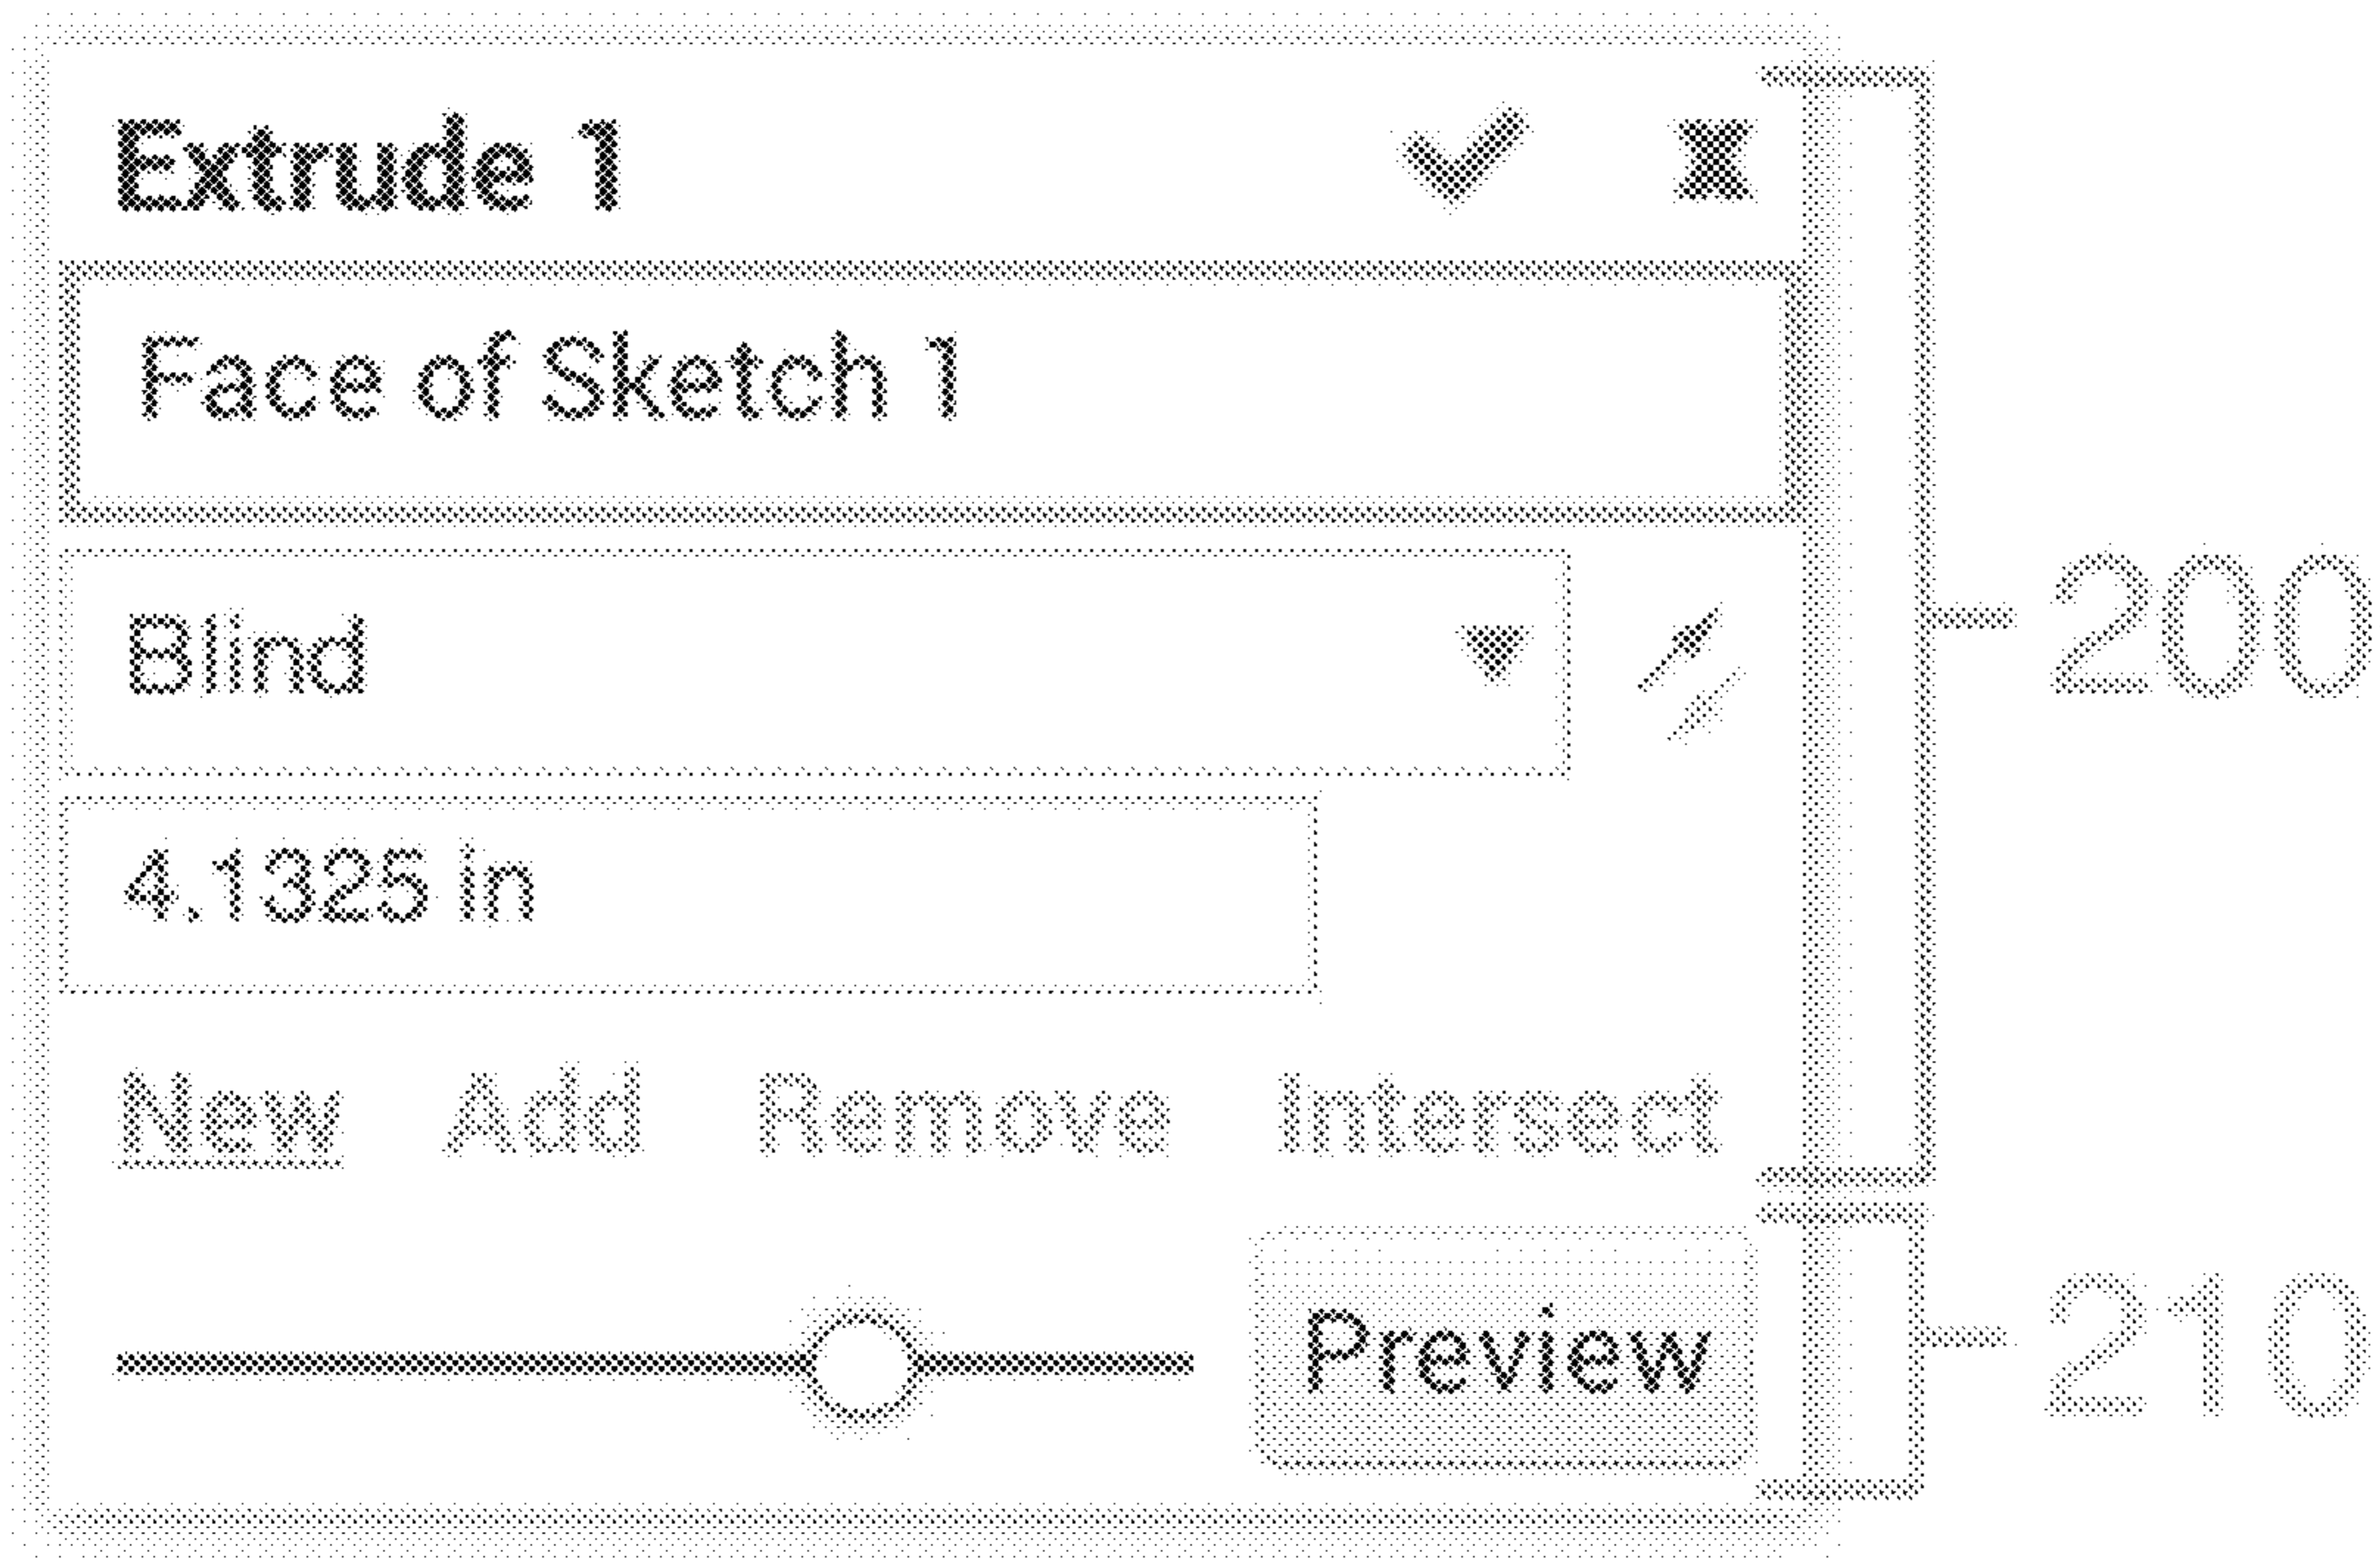 Extrude 1
Face of Sketch 1
Blind
200
4.1325 in
New Add Remove Intersect
Preview
210